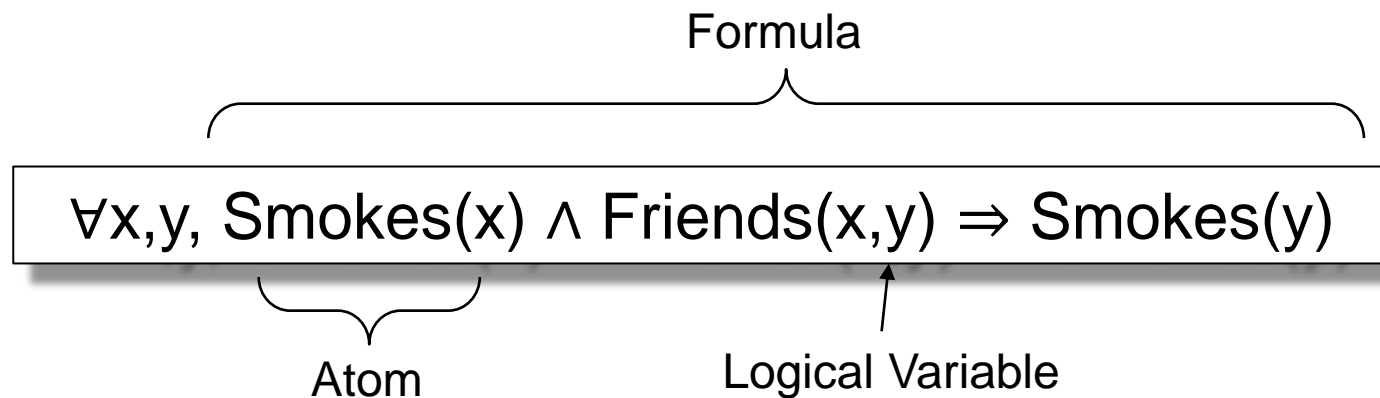 Formula
∀x,y, Smokes(x) ∧ Friends(x,y) ⇒ Smokes(y)
Atom
Logical Variable